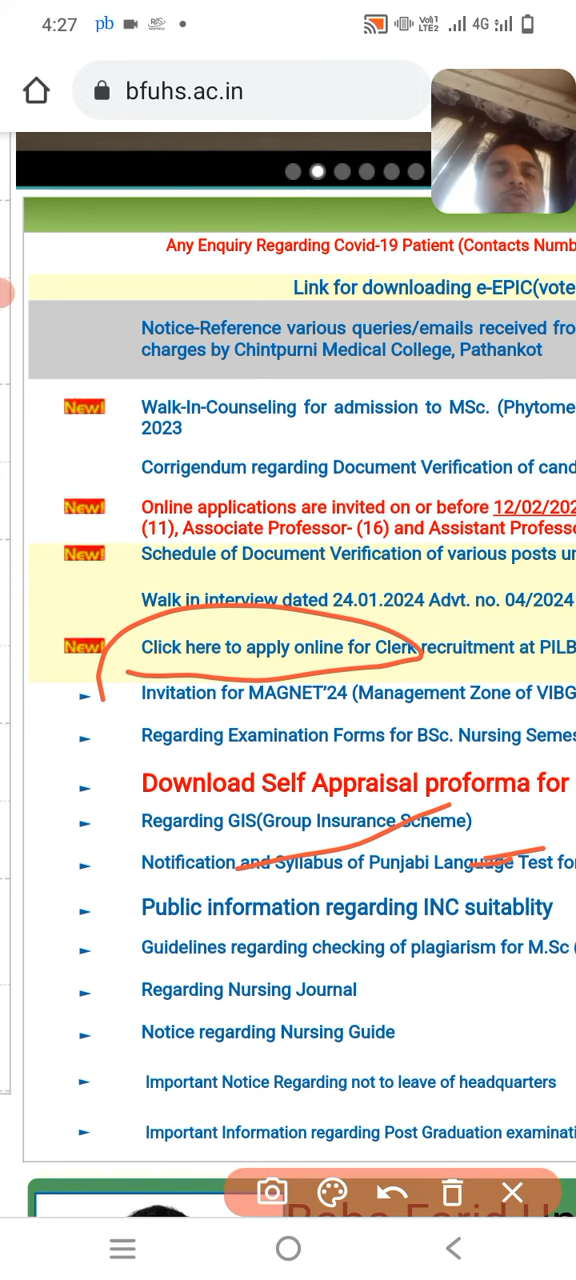 4:27 pb Vol) LTE2 4G
bfuhs.ac.in
Any Enquiry Regarding Covid-19 Patient (Contacts Numb
Link for downloading e-EPIC(vote
Notice-Reference various queries/emails received fro
charges by Chintpurni Medical College, Pathankot
New! Walk-In-Counseling for admission to MSc. (Phytome
2023
Corrigendum regarding Document Verification of cand
New! Online applications are invited on or before 12/02/202
(11), Associate Professor- (16) and Assistant Professo
New! Schedule of Document Verification of various posts un
Walk in interview dated 24.01.2024 Advt. no. 04/2024
New! Click here to apply online for Clerk recruitment at PILB
Invitation for MAGNET'24 (Management Zone of VIBG
Regarding Examination Forms for BSc. Nursing Semes
Download Self Appraisal proforma for
Regarding GIS(Group Insurance Scheme)
Notification and Syllabus of Punjabi Language Test fo
Public information regarding INC suitablity
Guidelines regarding checking of plagiarism for M.Sc (
Regarding Nursing Journal
Notice regarding Nursing Guide
Important Notice Regarding not to leave of headquarters
Important Information regarding Post Graduation examinati